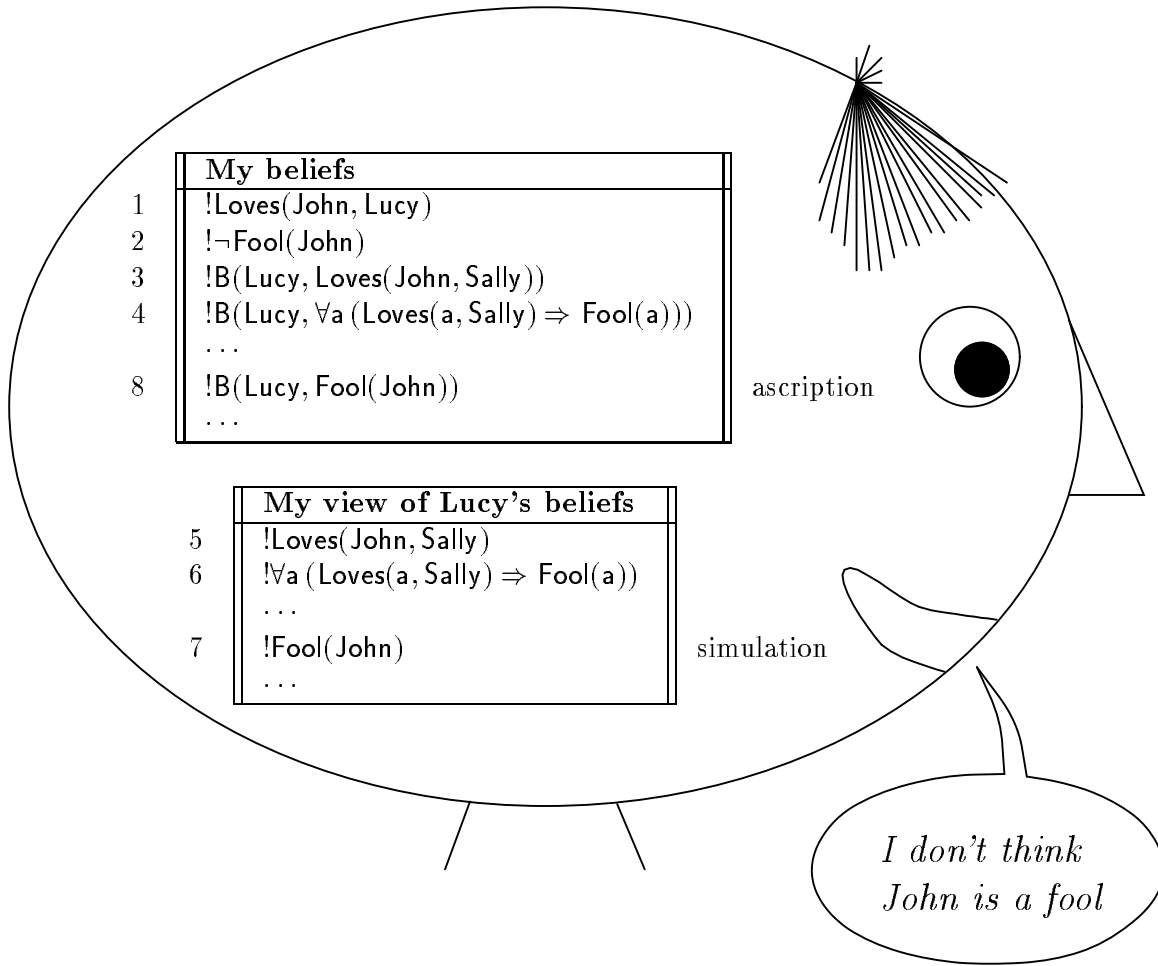 My beliefs
1 !Loves(John, Lucy)
2 !¬Fool(John)
3 !B(Lucy, Loves(John, Sally))
4 !B(Lucy, ∀a (Loves(a, Sally) ⇒ Fool(a)))
...
8 !B(Lucy, Fool(John)) ascription
...
My view of Lucy's beliefs
5 !Loves(John, Sally)
6 !∀a (Loves(a, Sally) ⇒ Fool(a))
...
7 !Fool(John) simulation
...
I don't think
John is a fool